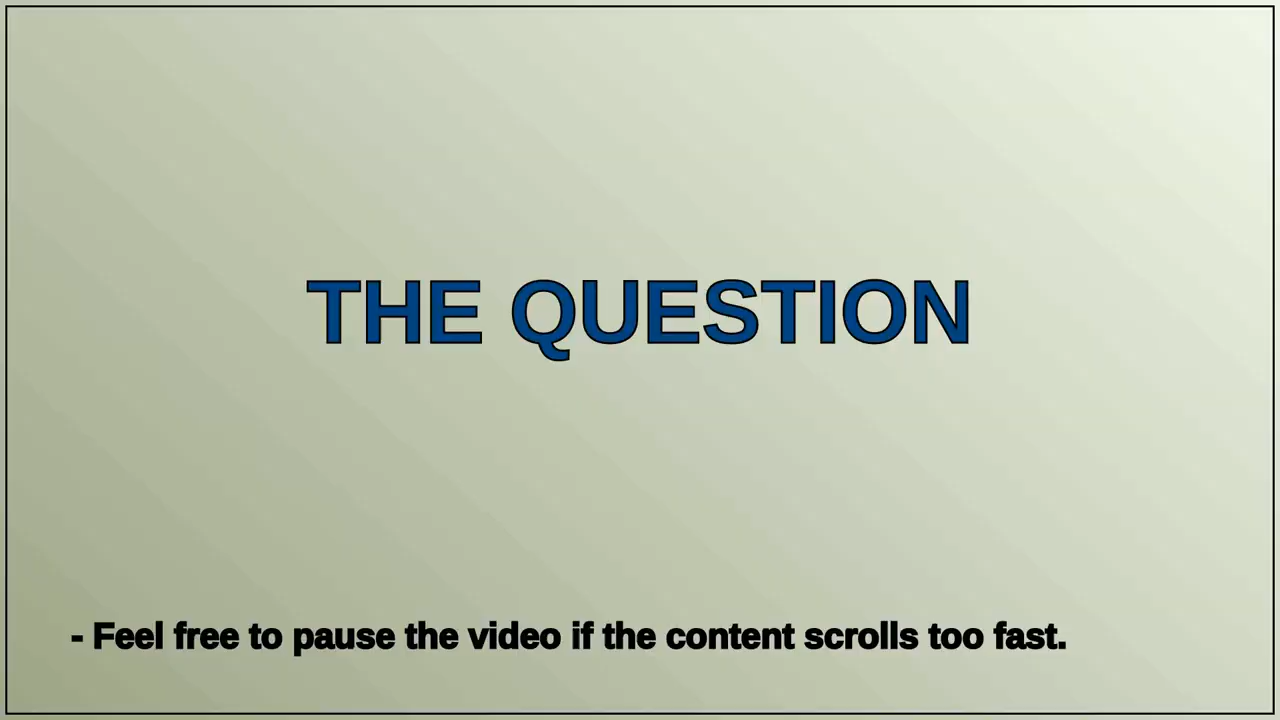 THE QUESTION
- Feel free to pause the video if the content scrolls too fast.